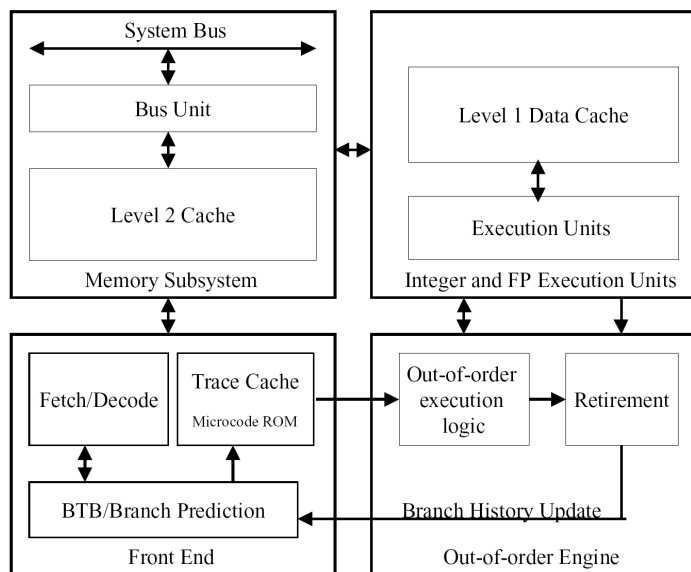 System Bus
Bus Unit
Level 2 Cache
Memory Subsystem
Level 1 Data Cache
Execution Units
Integer and FP Execution Units
Fetch/Decode
Trace Cache
Microcode ROM
BTB/Branch Prediction
Front End
Out-of-order
execution
logic
Retirement
Branch History Update
Out-of-order Engine